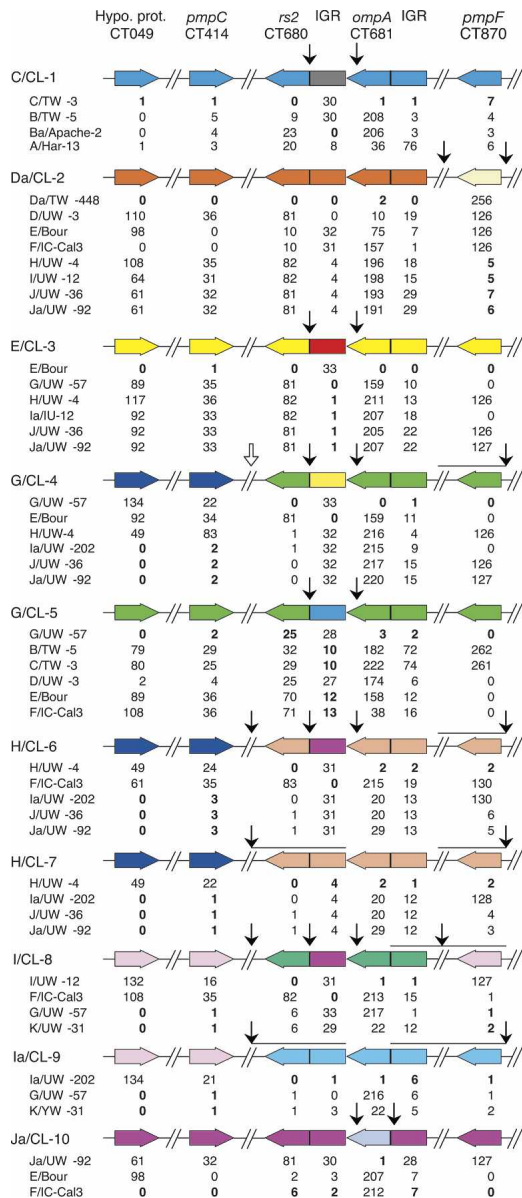 Hypo. prot. pmpC rs2 IGR ompA IGR pmpF
CT049 CT414 CT680 CT681 CT870
C/CL-1
C/TW -3 1 1 0 30 1 1 7
B/TW -5 0 5 9 30 208 3 4
Ba/Apache-2 0 4 23 0 206 3 3
A/Har-13 1 3 20 8 36 76 6
Da/CL-2
Da/TW -448 0 0 0 0 2 0 256
D/UW -3 110 36 81 0 10 19 126
E/Bour 98 0 10 32 75 7 126
F/IC-Cal3 0 0 10 31 157 1 126
H/UW -4 108 35 82 4 196 18 5
I/UW -12 64 31 82 4 198 15 5
J/UW -36 61 32 81 4 193 29 7
Ja/UW -92 61 32 81 4 191 29 6
E/CL-3
E/Bour 0 1 0 33 0 0 0
G/UW -57 89 35 81 0 159 10 0
H/UW -4 117 36 82 1 211 13 126
Ia/IU-12 92 33 82 1 207 18 0
J/UW -36 92 33 81 1 205 22 126
Ja/UW -92 92 33 81 1 207 22 127
G/CL-4
G/UW -57 134 22 0 33 0 1 0
E/Bour 92 34 81 0 159 11 0
H/UW-4 49 83 1 32 216 4 126
Ia/UW -202 0 2 1 32 215 9 0
J/UW -36 0 2 0 32 217 15 126
Ja/UW -92 0 2 0 32 220 15 127
G/CL-5
G/UW -57 0 2 25 28 3 2 0
B/TW -5 79 29 32 10 182 72 262
C/TW -3 80 25 29 10 222 74 261
D/UW -3 2 4 25 27 174 6 0
E/Bour 89 36 70 12 158 12 0
F/IC-Cal3 108 36 71 13 38 16 0
H/CL-6
H/UW -4 49 24 0 31 2 2 2
F/IC-Cal3 61 35 83 0 215 19 130
Ia/UW -202 0 3 0 31 20 13 130
J/UW -36 0 3 1 31 20 13 6
Ja/UW -92 0 3 1 31 29 13 5
H/CL-7
H/UW -4 49 22 0 4 2 1 2
Ia/UW -202 0 1 0 4 20 12 128
J/UW -36 0 1 1 4 20 12 4
Ja/UW -92 0 1 1 4 29 12 3
I/CL-8
I/UW -12 132 16 0 31 1 1 127
F/IC-Cal3 108 35 82 0 213 15 1
G/UW -57 0 1 6 33 217 1 1
K/UW -31 0 1 6 29 22 12 2
Ia/CL-9
Ia/UW -202 134 21 0 1 1 6 1
G/UW -57 0 1 1 0 216 6 1
K/YW -31 0 1 1 3 22 5 2
Ja/CL-10
Ja/UW -92 61 32 81 30 1 28 127
E/Bour 98 0 2 3 207 7 0
F/IC-Cal3 0 0 6 2 212 7 0